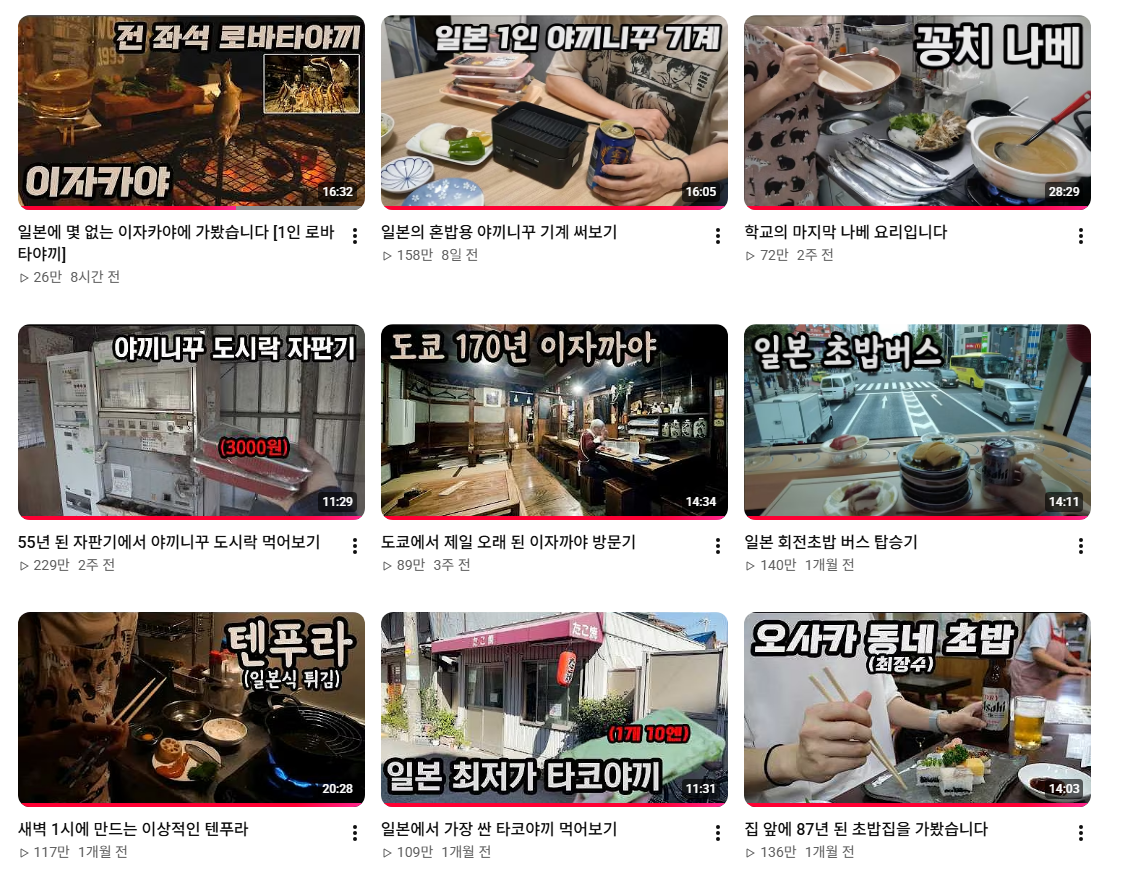 전 좌석 로바타야끼
이자카야
16:32
일본에 몇 없는 이자카야에 가봤습니다 [1인 로바
타야끼]
26만 8시간 전
일본 1인 야끼니꾸 기계
16:05
일본의 혼밥용 야끼니꾸 기계 써보기
158만 8일 전
꽁치 나베
28:29
학교의 마지막 나베 요리입니다
72만 2주 전
야끼니꾸 도시락 자판기
(3000원)
11:29
55년 된 자판기에서 야끼니꾸 도시락 먹어보기
229만 2주 전
도쿄 170년 이자까야
14:34
도쿄에서 제일 오래 된 이자까야 방문기
89만 3주 전
일본 초밥버스
Asahi
14:11
일본 회전초밥 버스 탑승기
140만 1개월 전
텐푸라
(일본식 튀김)
20:28
새벽 1시에 만드는 이상적인 텐푸라
117만 1개월 전
たこ焼
たこ焼
(1개 10엔)
일본 최저가 타코야끼
11:31
일본에서 가장 싼 타코야끼 먹어보기
109만 1개월 전
오사카 동네 초밥
(최장수)
Asahi
14:03
집 앞에 87년 된 초밥집을 가봤습니다
136만 1개월 전